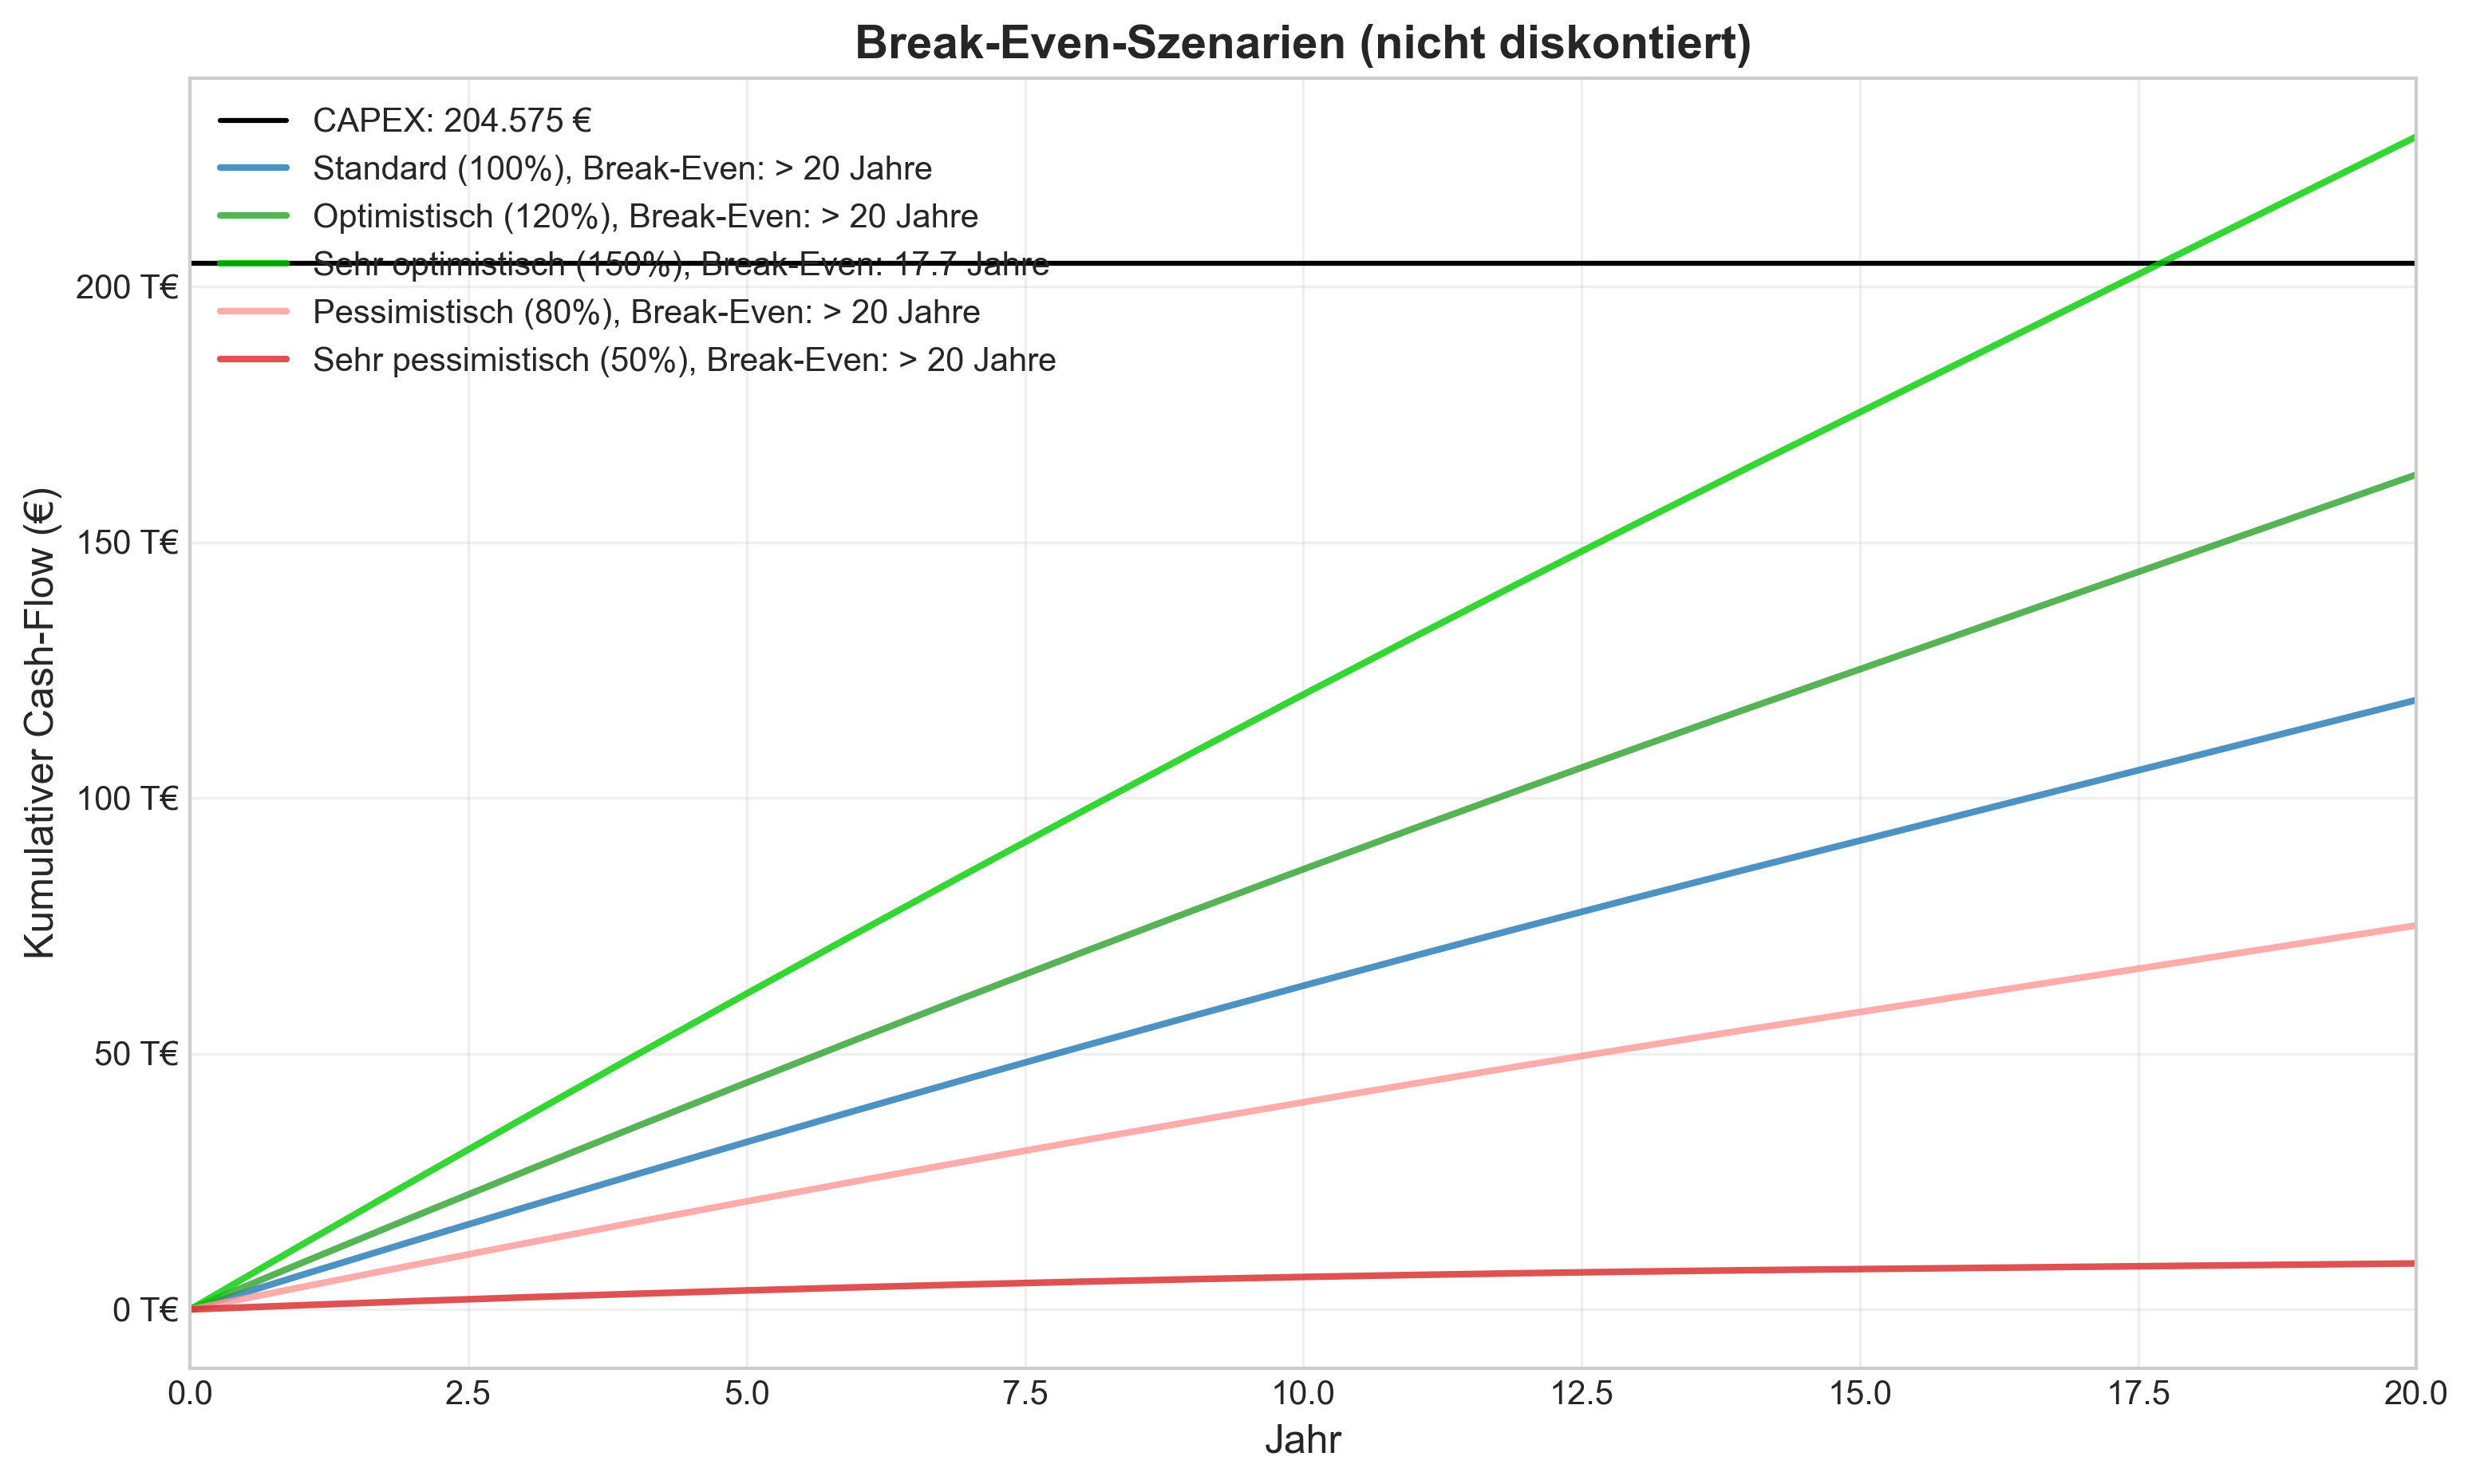 Break-Even-Szenarien (nicht diskontiert)
CAPEX: 204.575 €
Standard (100%), Break-Even: > 20 Jahre
Optimistisch (120%), Break-Even: > 20 Jahre
Sehr optimistisch (150%), Break-Even: 17.7 Jahre
Pessimistisch (80%), Break-Even: > 20 Jahre
Sehr pessimistisch (50%), Break-Even: > 20 Jahre
Kumulativer Cash-Flow (€)
200 T€
150 T€
100 T€
50 T€
0 T€
0.0 2.5 5.0 7.5 10.0 12.5 15.0 17.5 20.0
Jahr